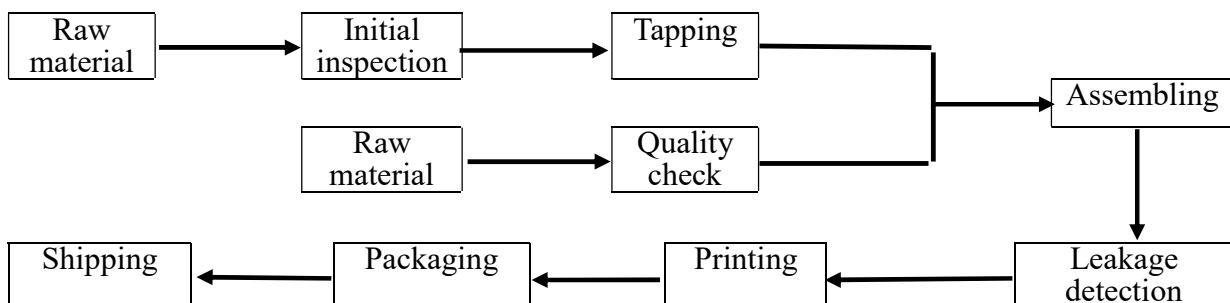 Raw
material
Initial
inspection
Tapping
Assembling
Raw
material
Quality
check
Shipping
Packaging
Printing
Leakage
detection